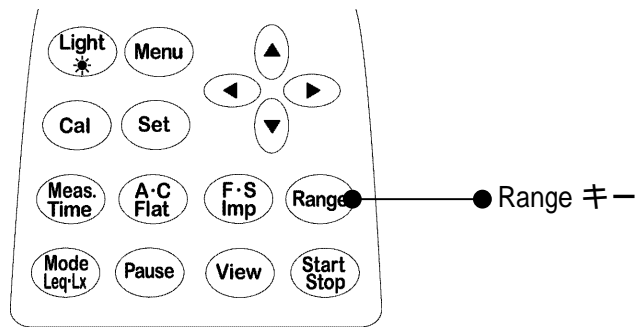 Light
Menu
Cal
Set
Meas.
Time
A·C
Flat
F·S
Imp
Range
Range キー
Mode
Leq·Lx
Pause
View
Start
Stop